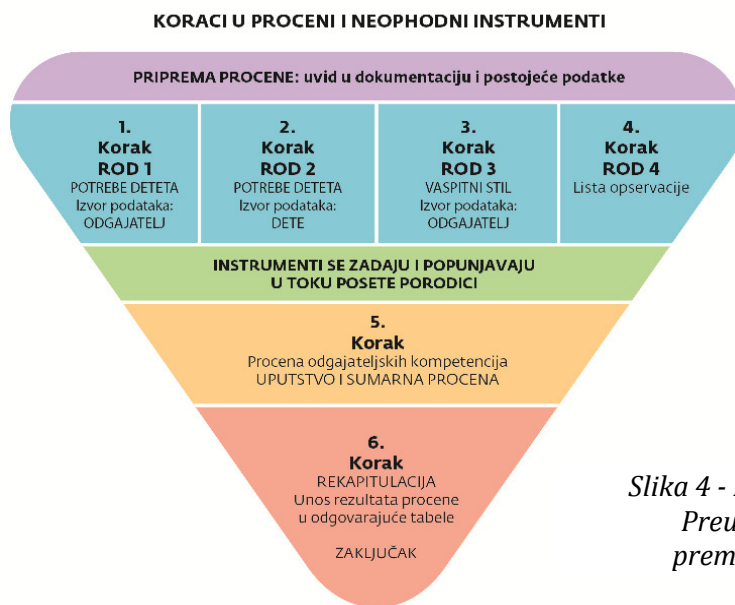 KORACI U PROCENI I NEOPHODNI INSTRUMENTI
PRIPREMA PROCENE: uvid u dokumentaciju i postojeće podatke
1.
Korak
ROD 1
POTREBE DETETA
Izvor podataka:
ODGAJATELJ
2.
Korak
ROD 2
POTREBE DETETA
Izvor podataka:
DETE
3.
Korak
ROD 3
VASPITNI STIL
Izvor podataka:
ODGAJATELJ
4.
Korak
ROD 4
Lista opservacije
INSTRUMENTI SE ZADAJU I POPUNJAVAJU
U TOKU POSETE PORODICI
5.
Korak
Procena odgajateljskih kompetencija
UPUTSTVO I SUMARNA PROCENA
6.
Korak
REKAPITULACIJA
Unos rezultata procene
u odgovarajuće tabele
ZAKLJUČAK
Slika 4 -
Preu
prem